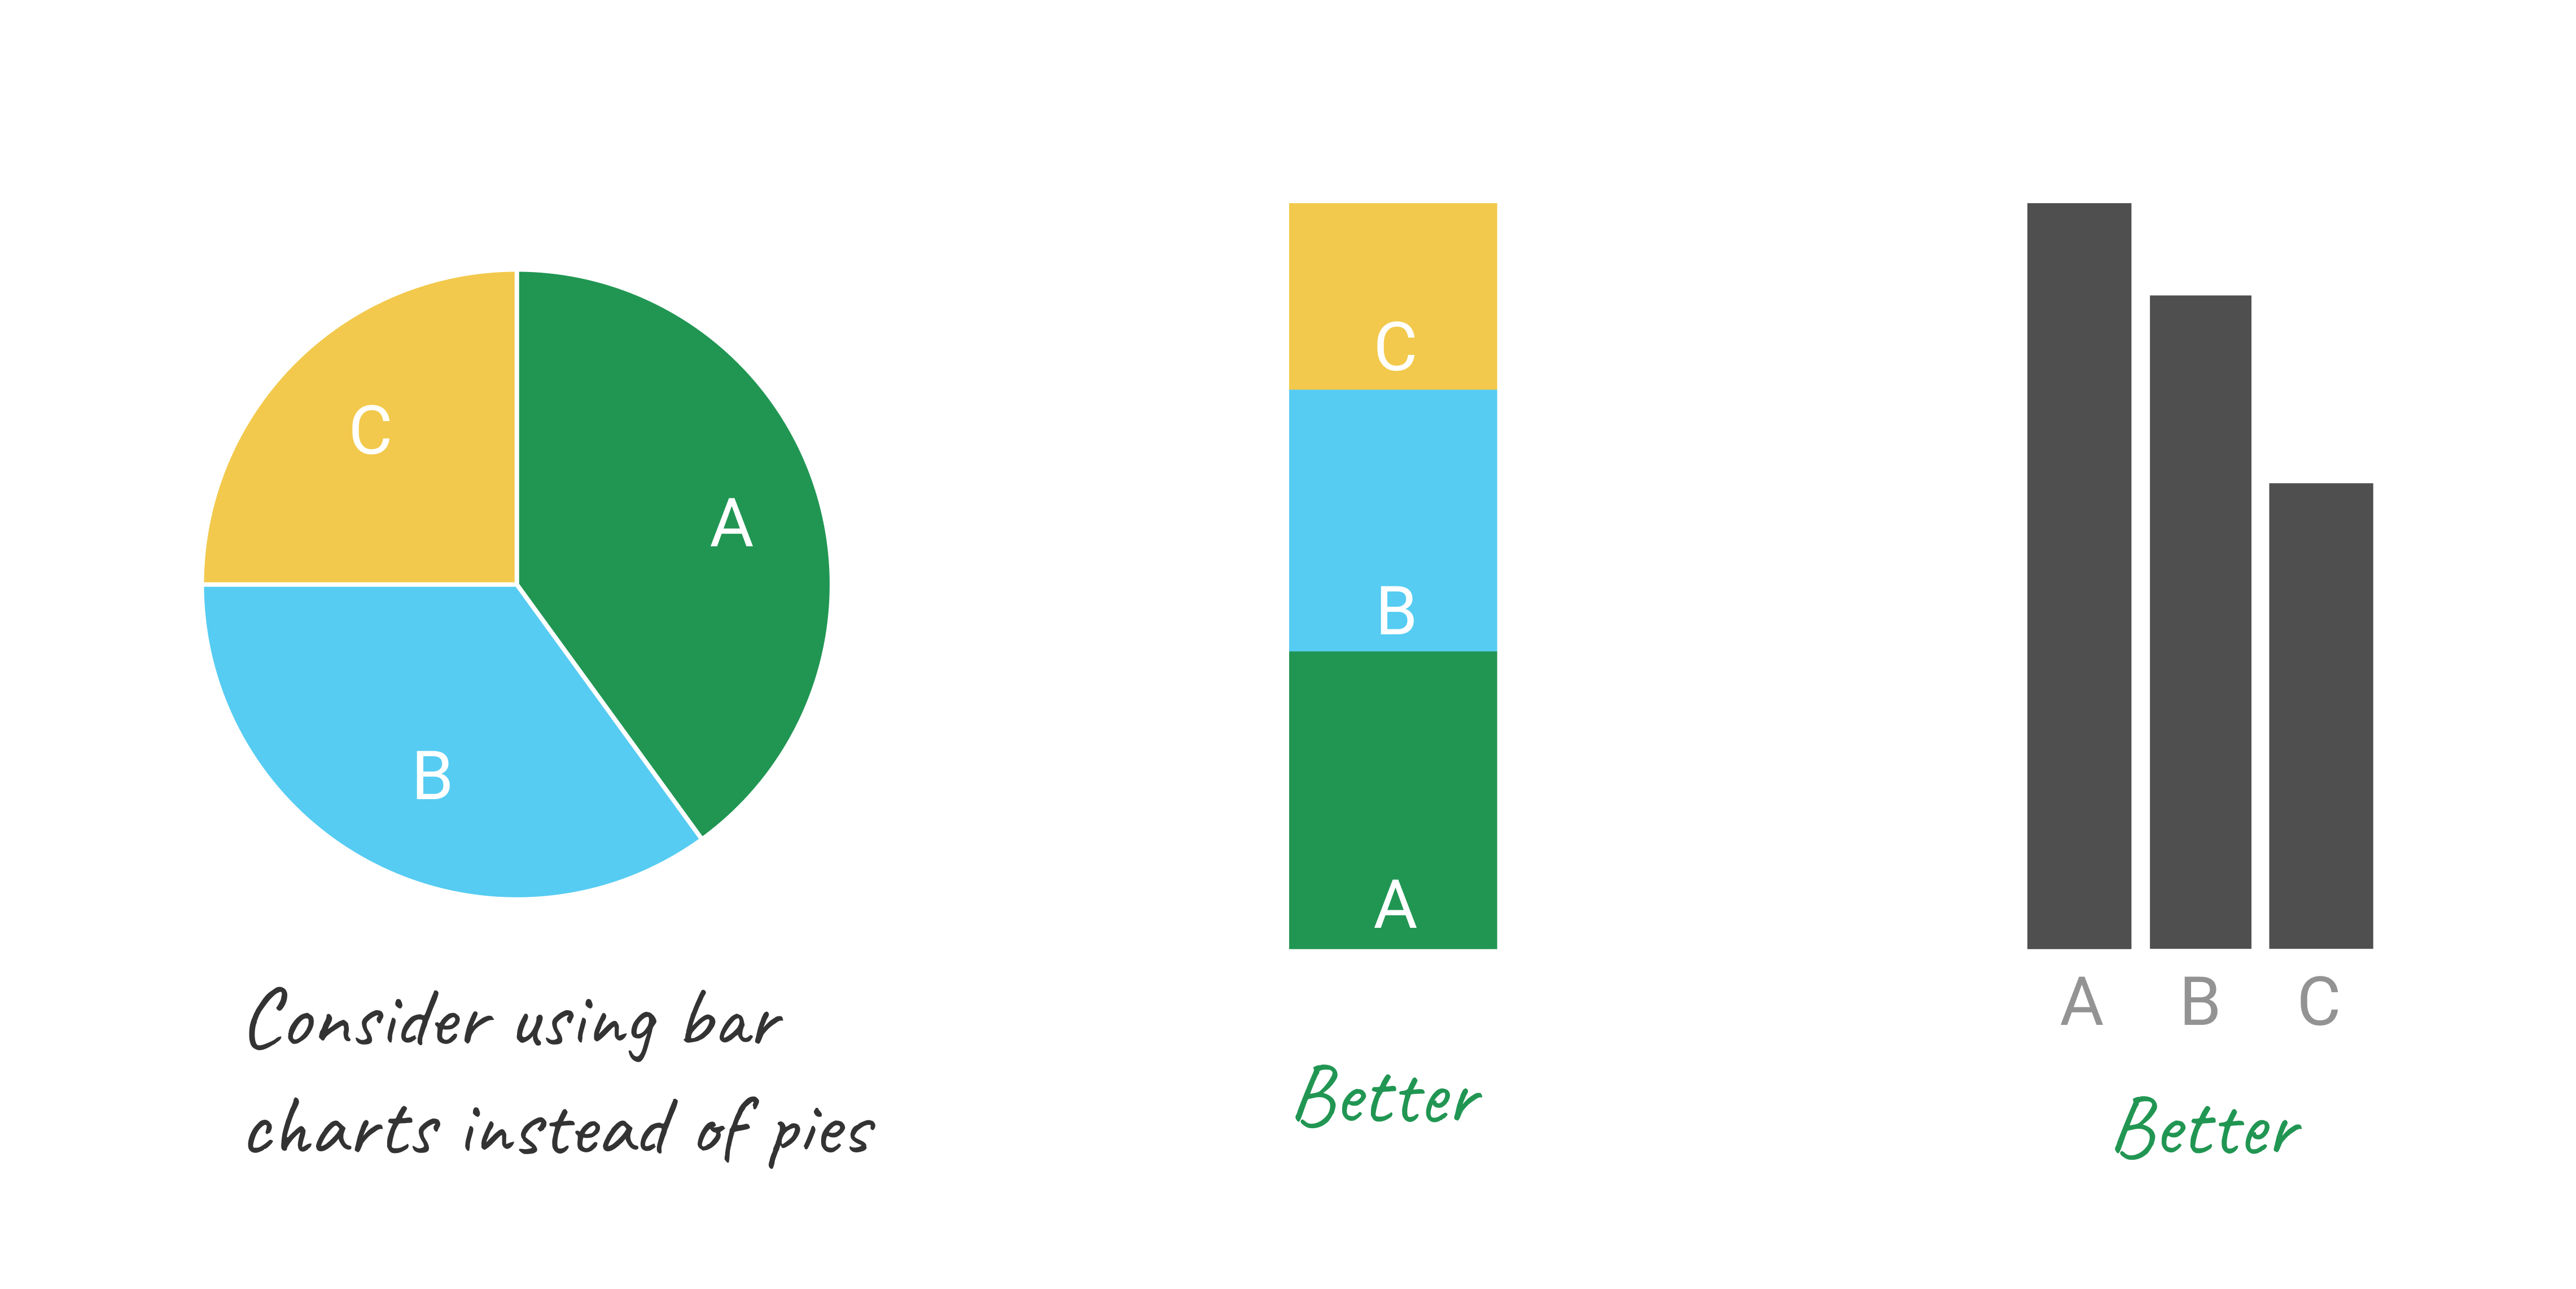 C
A
B
Consider using bar
charts instead of pies
C
B
A
Better
A B C
Better